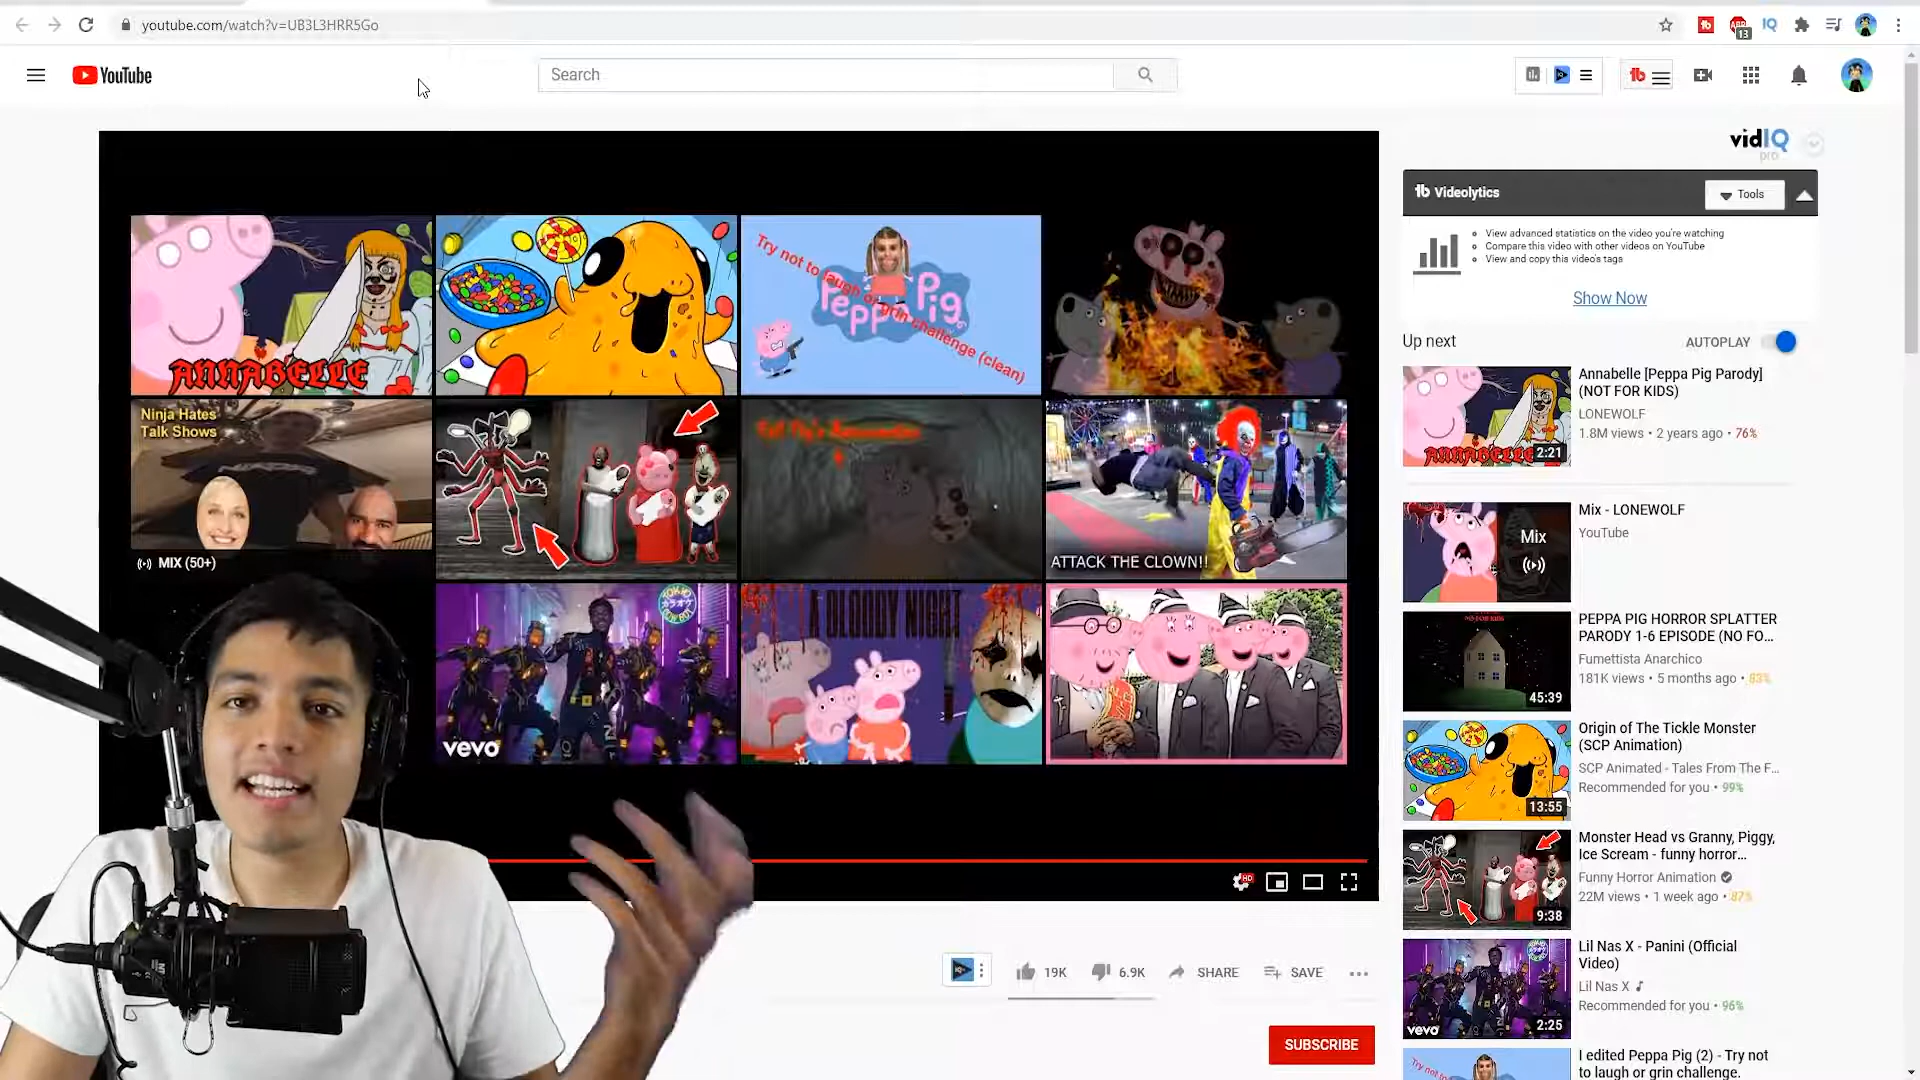 youtube.com/watch?v=UB3L3HRR5Go
13
IQ
YouTube
Search
vidIQ
pro
Videolytics
Tools
View advanced statistics on the video you're watching
Compare this video with other videos on YouTube
View and copy this video's tags
Show Now
Up next
AUTOPLAY
ANNABELLE
Try not to laugh or grin challenge (clean)
Pig
Ninja Hates
Talk Shows
MIX (50+)
ATTACK THE CLOWN!!
vevo
A BLOODY NIGHT
HD
19K
6.9K
SHARE
SAVE
SUBSCRIBE
Annabelle [Peppa Pig Parody]
(NOT FOR KIDS)
LONEWOLF
1.8M views • 2 years ago • 76%
ANNABELLE
2:21
Mix - LONEWOLF
YouTube
Mix
PEPPA PIG HORROR SPLATTER
PARODY 1-6 EPISODE (NO FO...
Fumettista Anarchico
181K views • 5 months ago • 83%
45:39
Origin of The Tickle Monster
(SCP Animation)
SCP Animated - Tales From The F...
Recommended for you • 99%
13:55
Monster Head vs Granny, Piggy,
Ice Scream - funny horror...
Funny Horror Animation
22M views • 1 week ago • 87%
9:38
Lil Nas X - Panini (Official
Video)
Lil Nas X
Recommended for you • 96%
vevo
2:25
I edited Peppa Pig (2) - Try not
to laugh or grin challenge.